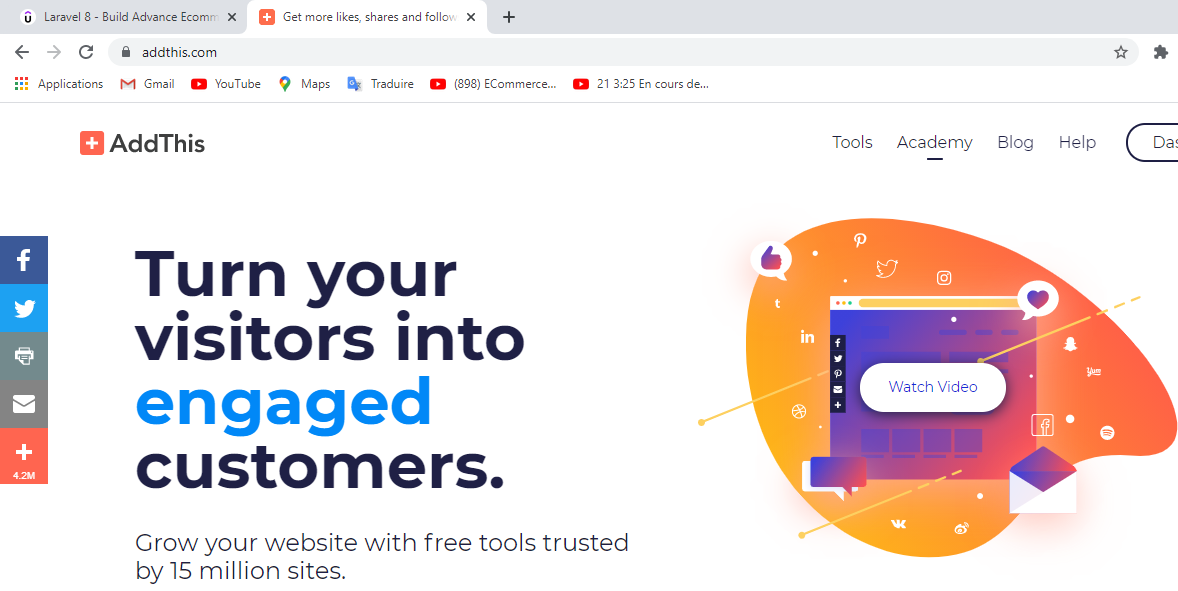 Laravel 8 - Build Advance Ecomm
Get more likes, shares and follow
addthis.com
Applications Gmail YouTube Maps Traduire (898) ECommerce... 21 3:25 En cours de...
AddThis
Tools Academy Blog Help Das
Turn your
visitors into
engaged
customers.
Watch Video
4.2M
Grow your website with free tools trusted
by 15 million sites.